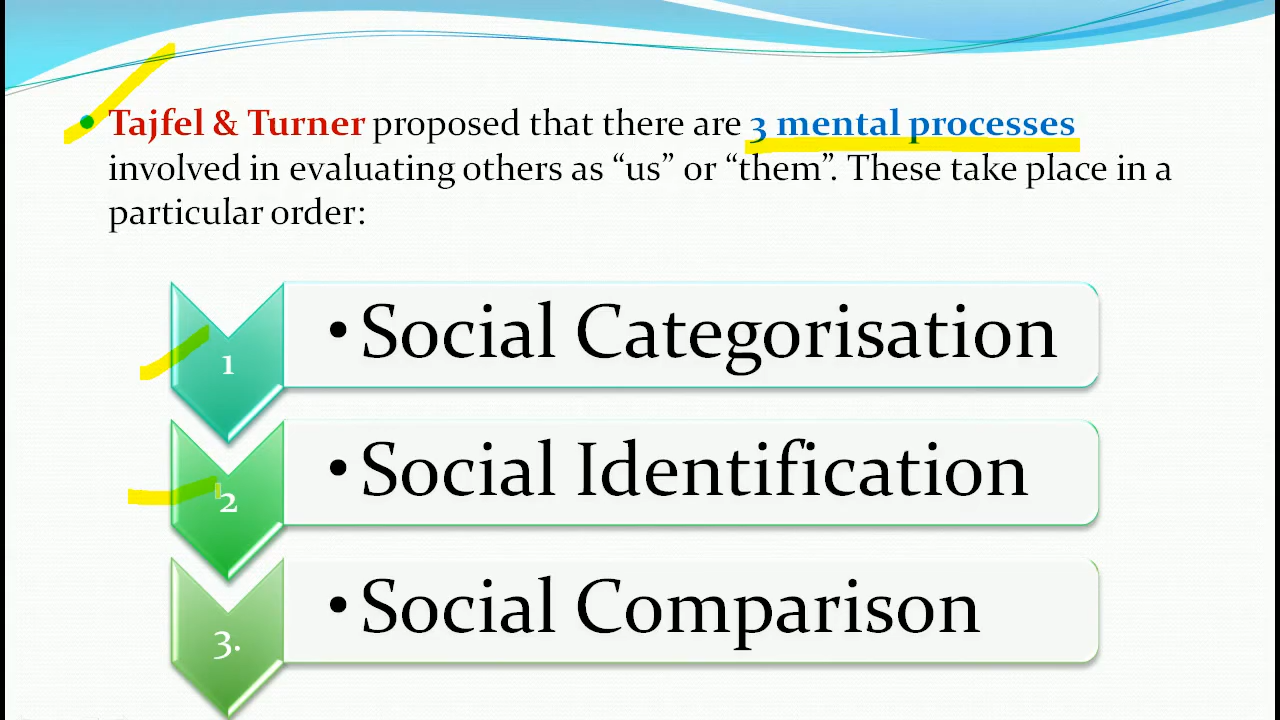 • Tajfel & Turner proposed that there are 3 mental processes
involved in evaluating others as “us” or “them”. These take place in a
particular order:
1 • Social Categorisation
2 • Social Identification
3. • Social Comparison